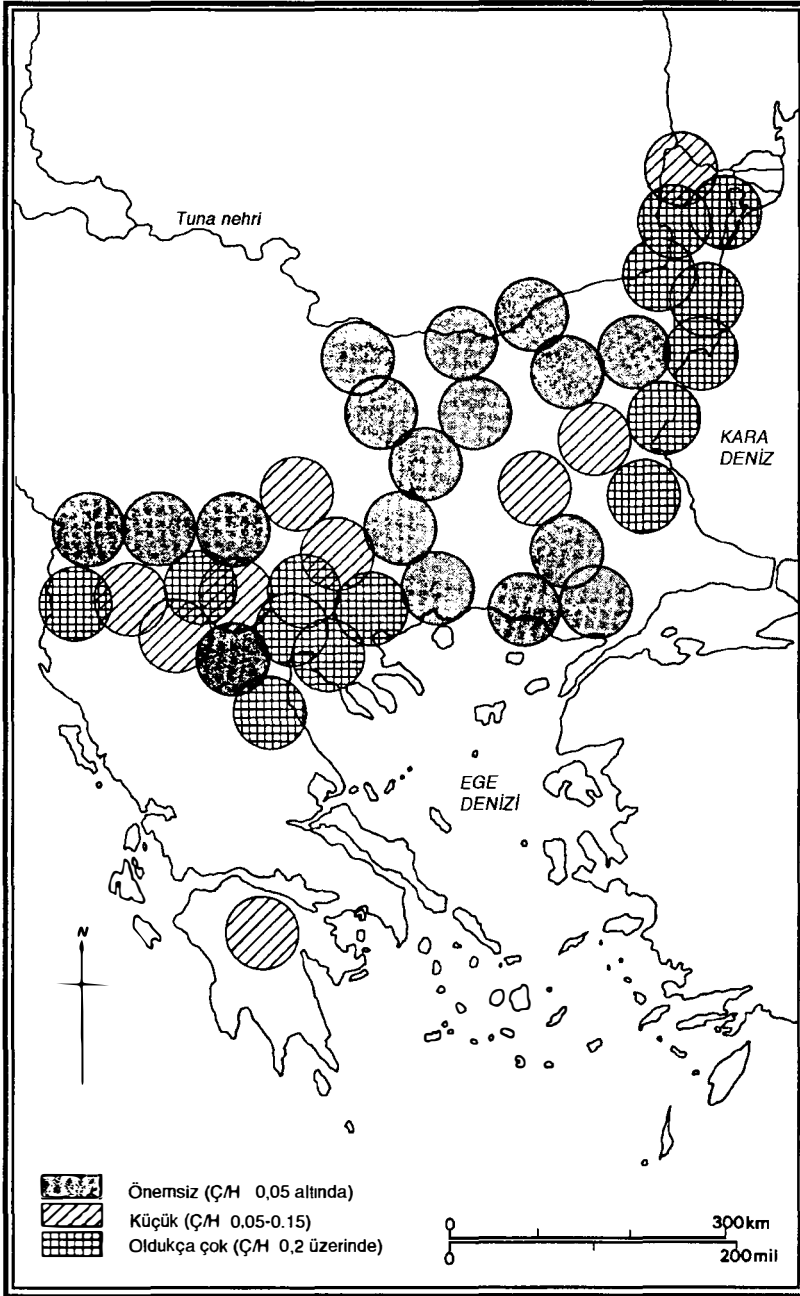 Tuna nehri
KARA
DENİZ
EGE
DENİZİ
N
Önemsiz (Ç/H 0,05 altında)
Küçük (Ç/H 0,05-0.15)
Oldukça çok (Ç/H 0,2 üzerinde)
0 300km
0 200mil